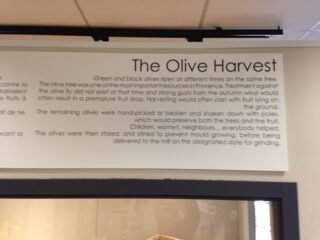 The Olive Harvest
Green and black olives ripen at different times on the same tree.
The olive tree was one of the most important resources in Provence. Treatment against
the olive fly did not exist at that time and strong gusts from the autumn wind would
often result in a premature fruit drop. Harvesting would often start with fruit lying on
the ground.
The remaining olives were hand-picked or beaten and shaken down with poles,
which would preserve both the trees and the fruit.
Children, women, neighbours... everybody helped.
The olives were then stored, and stirred to prevent mould growing, before being
delivered to the mill on the designated date for grinding.
contre la
fruits à